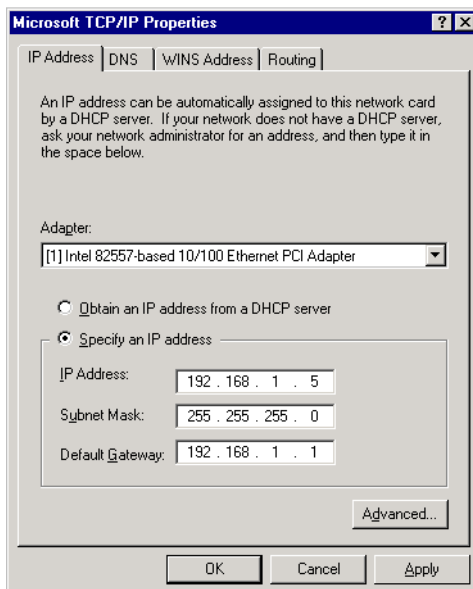 Microsoft TCP/IP Properties
IP Address DNS WINS Address Routing
An IP address can be automatically assigned to this network card
by a DHCP server. If your network does not have a DHCP server,
ask your network administrator for an address, and then type it in
the space below.
Adapter:
[1] Intel 82557-based 10/100 Ethernet PCI Adapter
Obtain an IP address from a DHCP server
Specify an IP address
IP Address: 192 . 168 . 1 . 5
Subnet Mask: 255 . 255 . 255 . 0
Default Gateway: 192 . 168 . 1 . 1
Advanced...
OK Cancel Apply